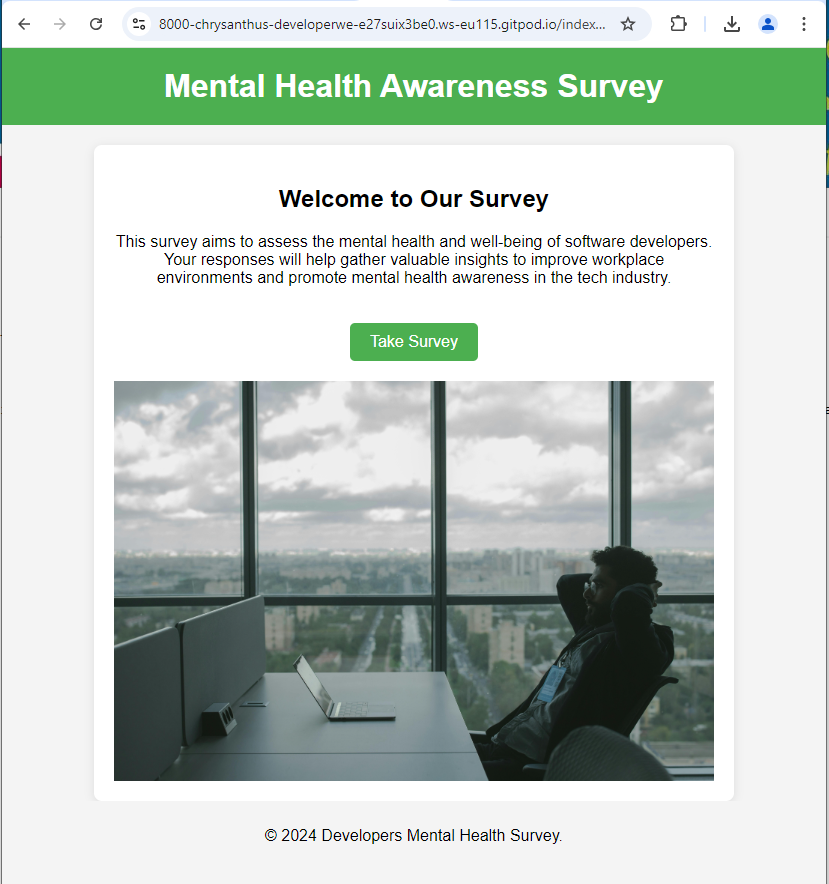 8000-chrysanthus-developerwe-e27suix3be0.ws-eu115.gitpod.io/index...
Mental Health Awareness Survey
Welcome to Our Survey
This survey aims to assess the mental health and well-being of software developers.
Your responses will help gather valuable insights to improve workplace
environments and promote mental health awareness in the tech industry.
Take Survey
© 2024 Developers Mental Health Survey.